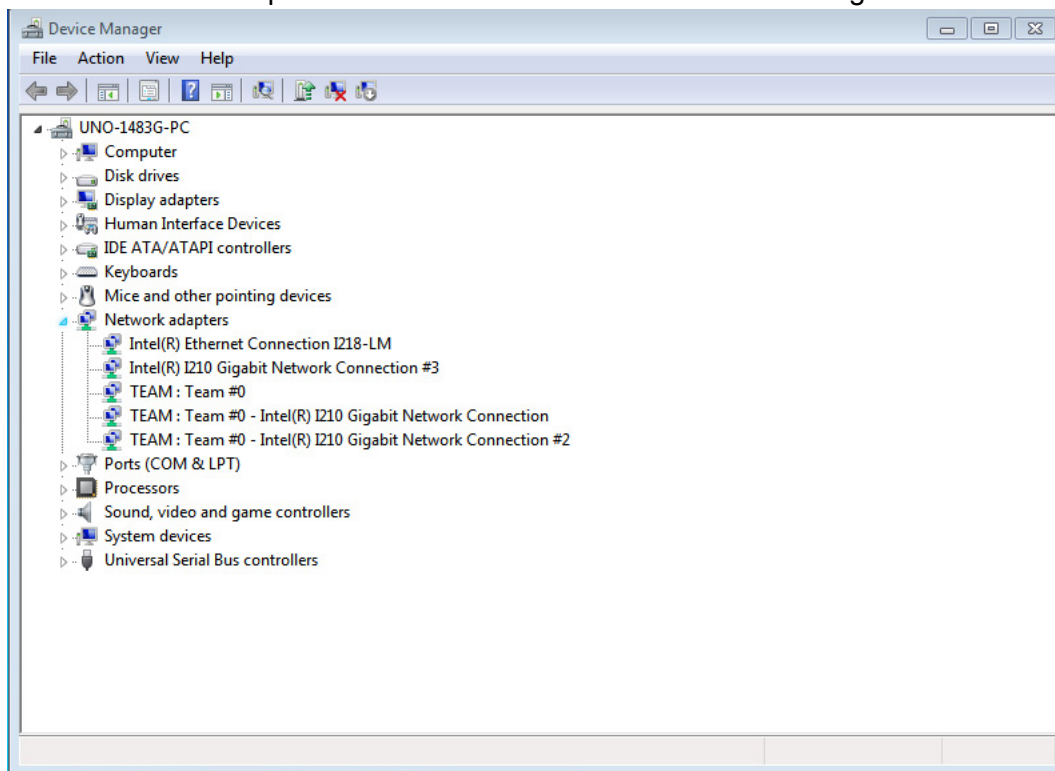 Device Manager
File Action View Help
UNO-1483G-PC
Computer
Disk drives
Display adapters
Human Interface Devices
IDE ATA/ATAPI controllers
Keyboards
Mice and other pointing devices
Network adapters
Intel(R) Ethernet Connection I218-LM
Intel(R) I210 Gigabit Network Connection #3
TEAM : Team #0
TEAM : Team #0 - Intel(R) I210 Gigabit Network Connection
TEAM : Team #0 - Intel(R) I210 Gigabit Network Connection #2
Ports (COM & LPT)
Processors
Sound, video and game controllers
System devices
Universal Serial Bus controllers